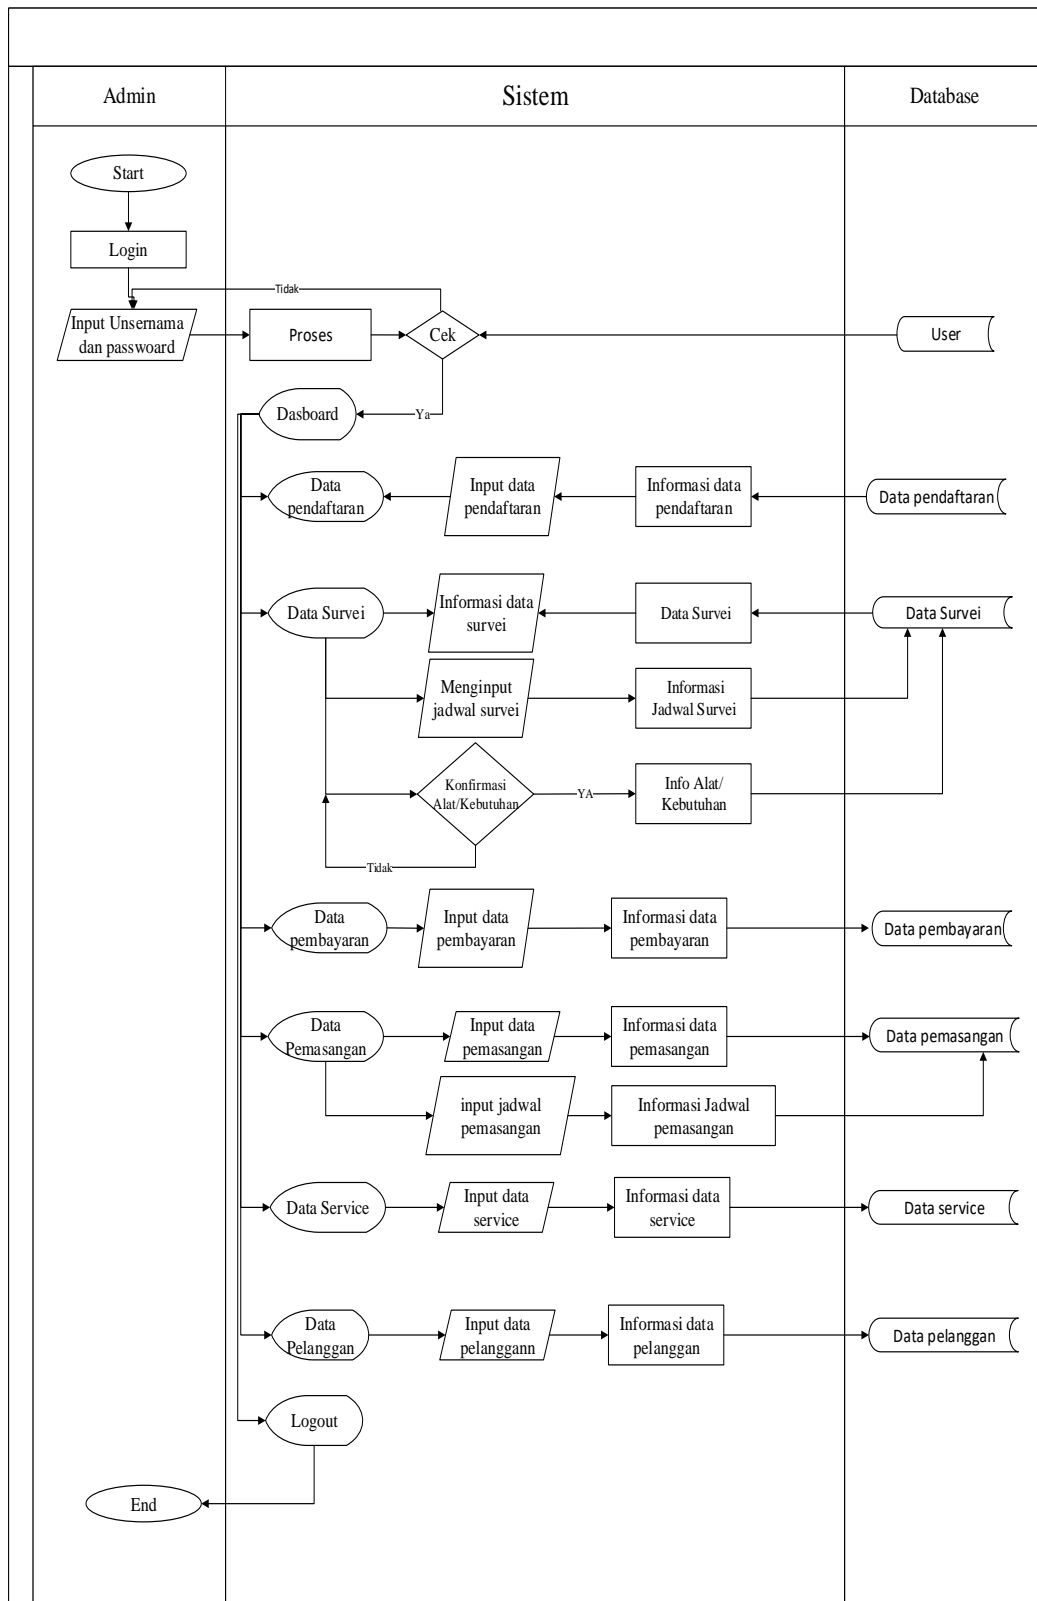 Admin
Sistem
Database
Start
Login
Tidak
Input Unsernama
dan passwoard
Proses
Cek
User
Dasboard
Ya
Data
pendaftaran
Input data
pendaftaran
Informasi data
pendaftaran
Data pendaftaran
Data Survei
Informasi data
survei
Data Survei
Data Survei
Menginput
jadwal survei
Informasi
Jadwal Survei
Konfirmasi
Alat/Kebutuhan
YA
Info Alat/
Kebutuhan
Tidak
Data
pembayaran
Input data
pembayaran
Informasi data
pembayaran
Data pembayaran
Data
Pemasangan
Input data
pemasangan
Informasi data
pemasangan
Data pemasangan
input jadwal
pemasangan
Informasi Jadwal
pemasangan
Data Service
Input data
service
Informasi data
service
Data service
Data
Pelanggan
Input data
pelanggann
Informasi data
pelanggan
Data pelanggan
Logout
End